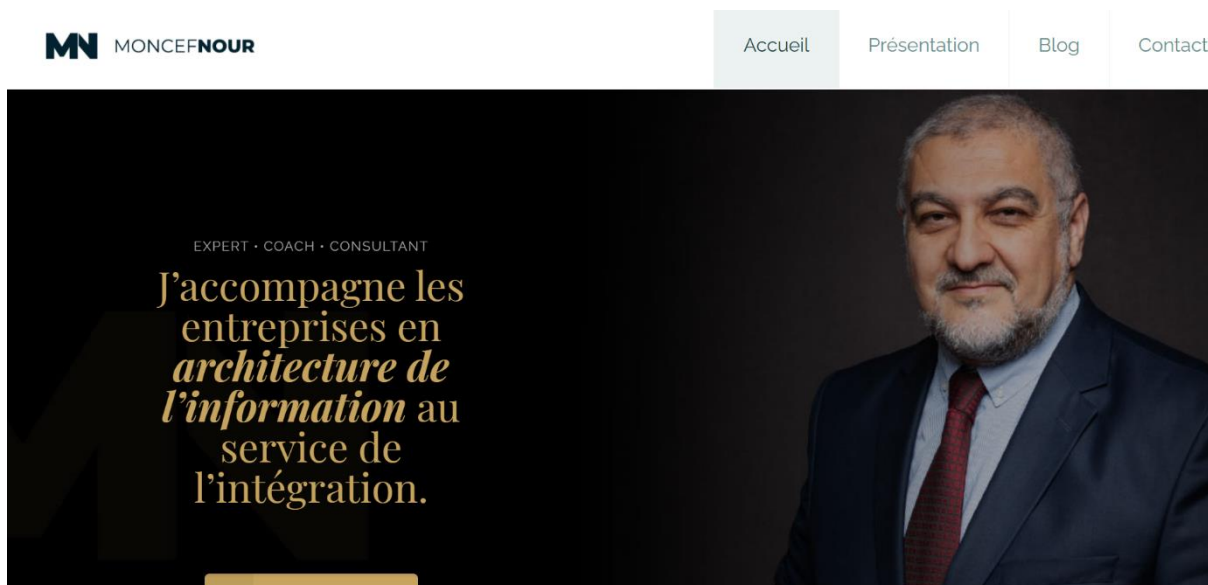 MN MONCEFNOUR
Accueil Présentation Blog Contact
EXPERT • COACH • CONSULTANT
J’accompagne les
entreprises en
architecture de
l’information au
service de
l’intégration.